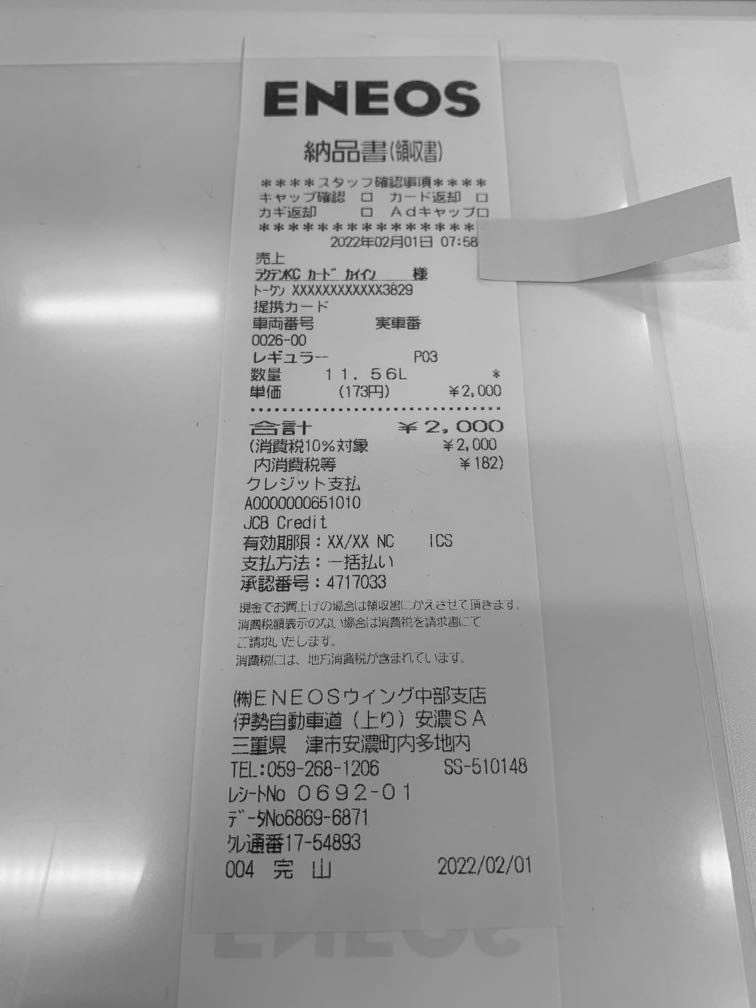 ENEOS
納品書(領収書)
****スタッフ確認事項****
キャップ確認 □ カード返却 □
カギ返却 □ Adキャップ□
***************
2022年02月01日 07:58
売上
ラクテンKC カード カイイン 様
トークン XXXXXXXXXXXX3829
提携カード
車両番号 実車番
0026-00
レギュラー P03
数量 11.56L *
単価 (173円) ¥2,000
合計 ¥2,000
(消費税10%対象 ¥2,000
内消費税等 ¥182)
クレジット支払
A0000000651010
JCB Credit
有効期限:XX/XX NC ICS
支払方法:一括払い
承認番号:4717033
現金でお買上げの場合は領収書にかえさせて頂きます。
消費税額表示のない場合は消費税を請求書にて
ご請求いたします。
消費税には、地方消費税が含まれています。
(株)ENEOSウイング中部支店
伊勢自動車道(上り)安濃SA
三重県 津市安濃町内多地内
TEL:059-268-1206 SS-510148
レシートNo 0692-01
データNo6869-6871
クレ通番17-54893
004 完 山 2022/02/01
ENEOS